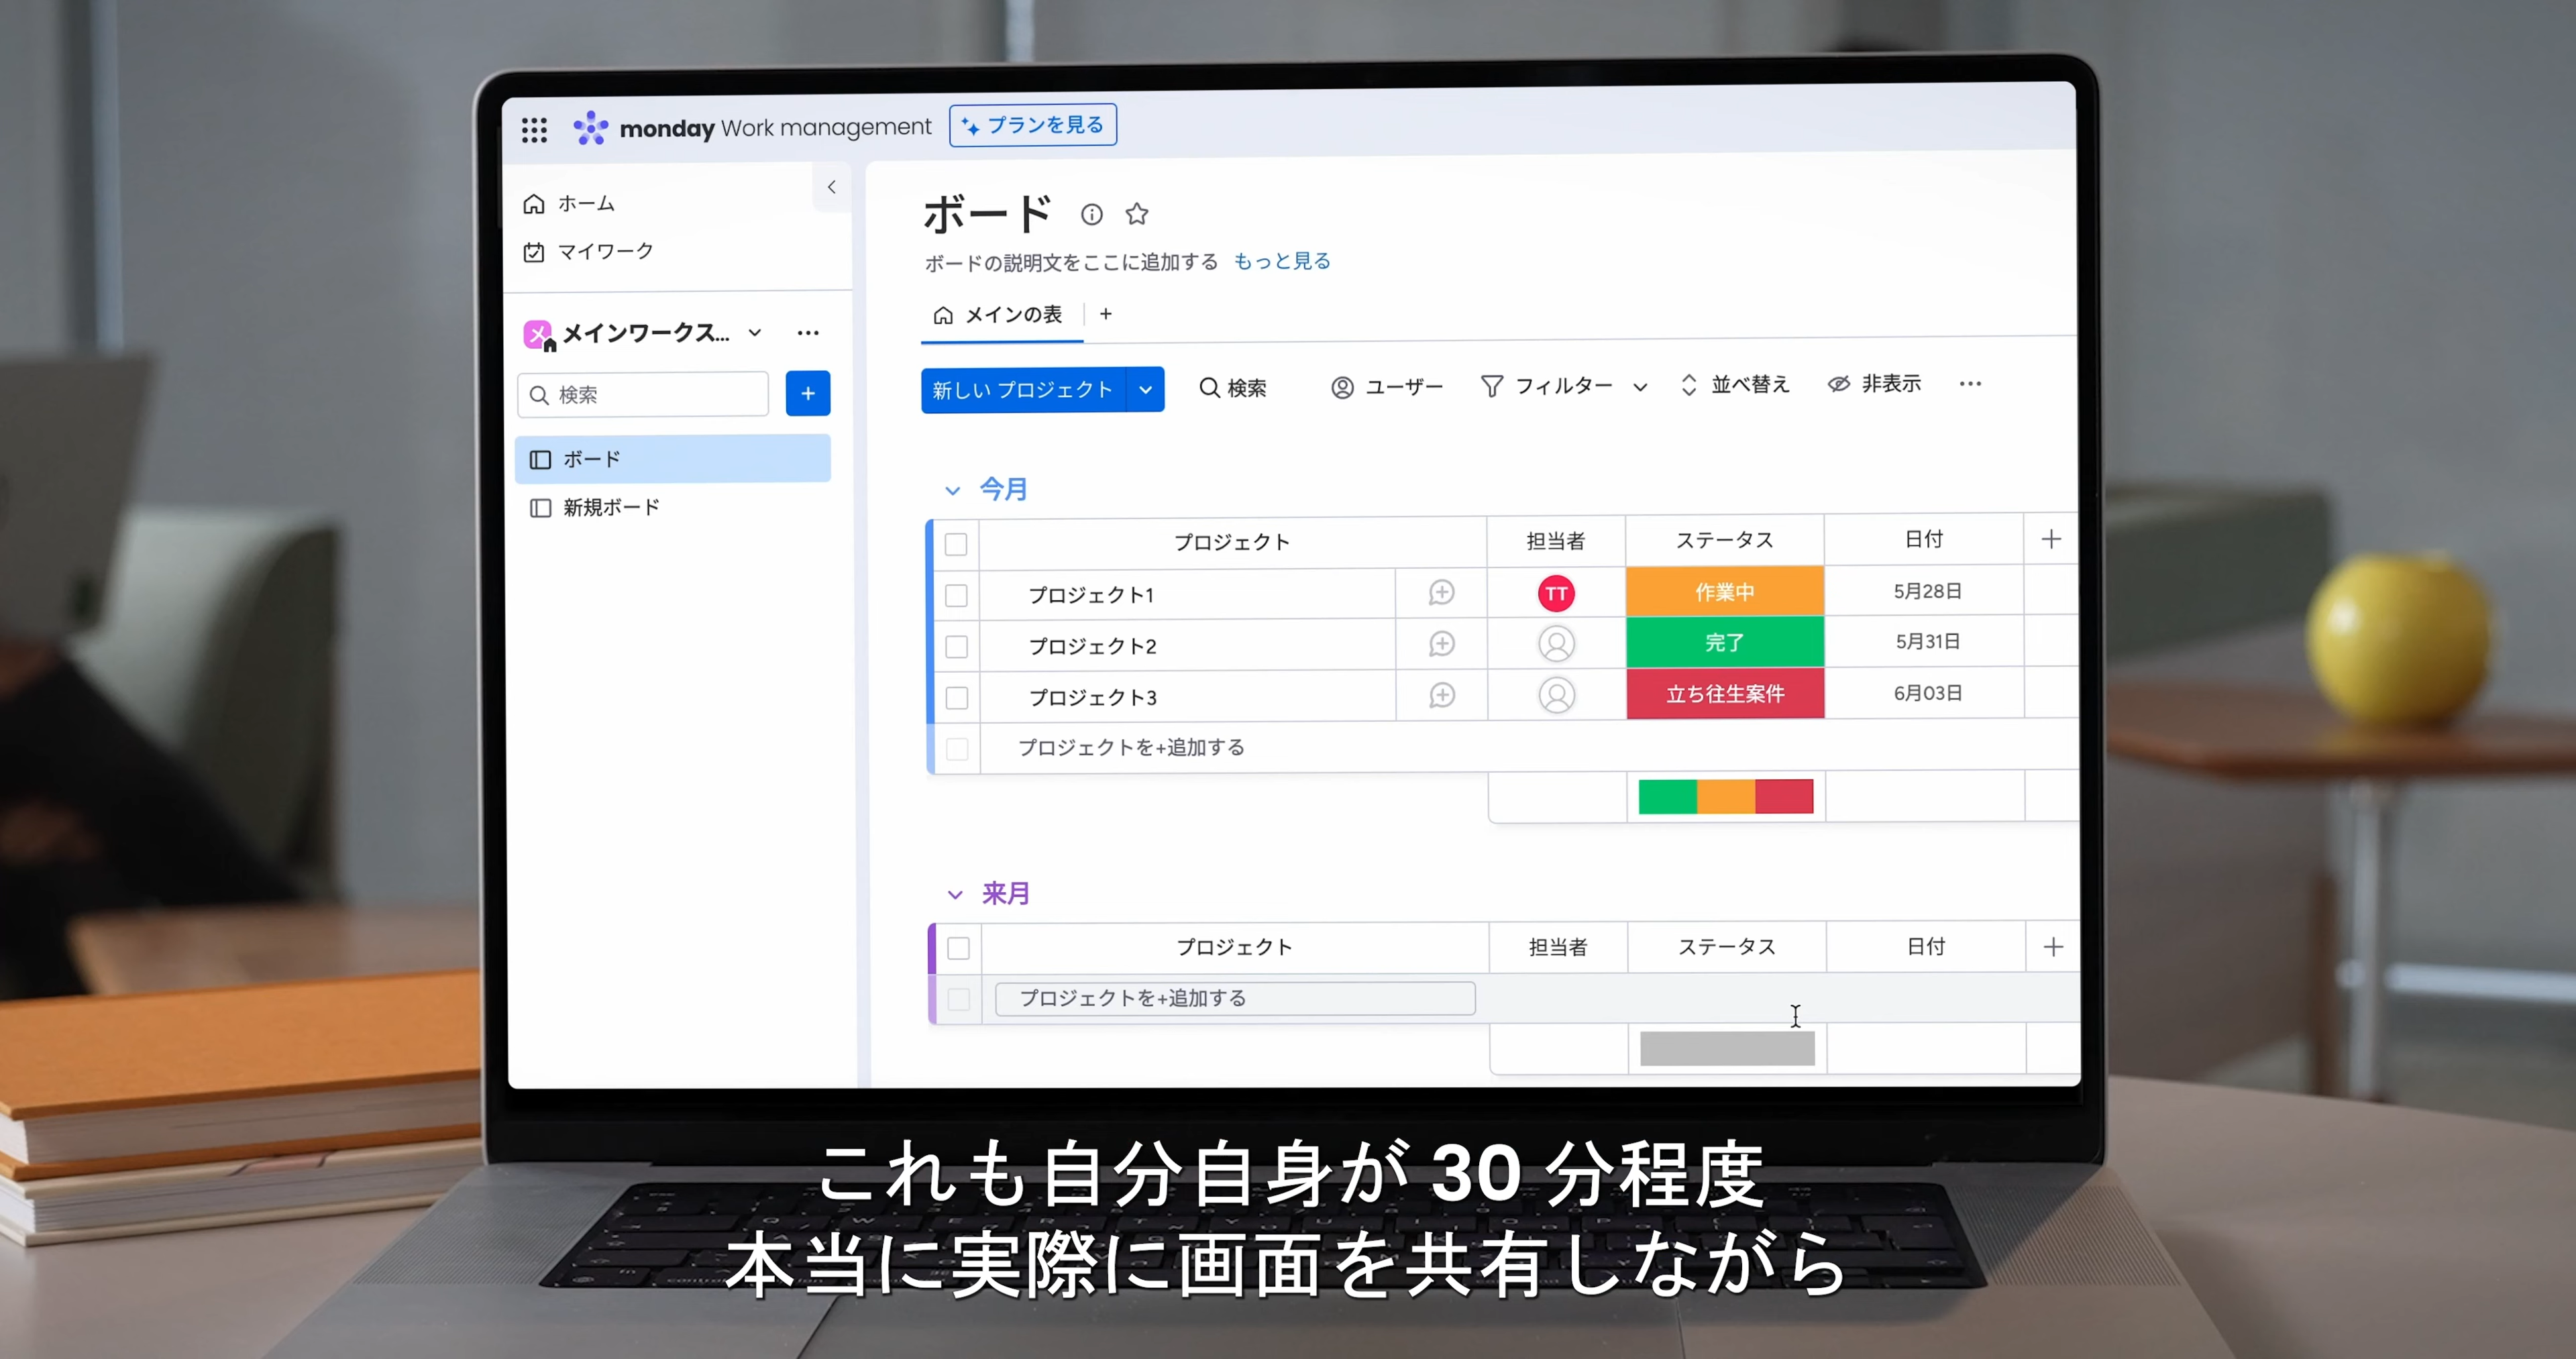 monday Work management
プランを見る
ホーム
マイワーク
メ メインワークス...
検索
ボード
新規ボード
ボード
ボードの説明文をここに追加する もっと見る
メインの表
新しい プロジェクト
検索
ユーザー
フィルター
並べ替え
非表示
今月
プロジェクト 担当者 ステータス 日付
プロジェクト1 TT 作業中 5月28日
プロジェクト2 完了 5月31日
プロジェクト3 立ち往生案件 6月03日
プロジェクトを+追加する
来月
プロジェクト 担当者 ステータス 日付
プロジェクトを+追加する
これも自分自身が 30 分程度
本当に実際に画面を共有しながら